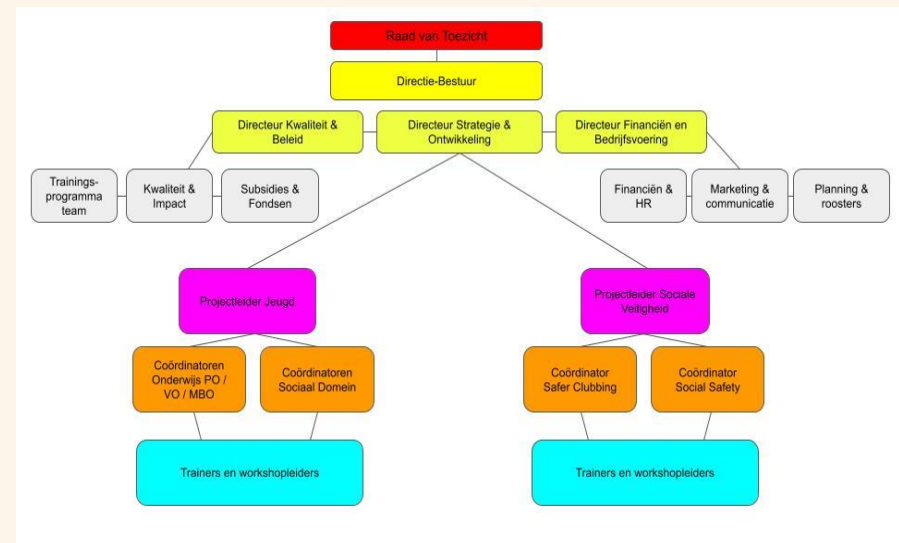 Raad van Toezicht
Directie-Bestuur
Directeur Kwaliteit &
Beleid
Directeur Strategie &
Ontwikkeling
Directeur Financiën en
Bedrijfsvoering
Trainings-
programma
team
Kwaliteit &
Impact
Subsidies &
Fondsen
Financiën &
HR
Marketing &
communicatie
Planning &
roosters
Projectleider Jeugd
Projectleider Sociale
Veiligheid
Coördinatoren
Onderwijs PO /
VO / MBO
Coördinatoren
Sociaal Domein
Coördinator
Safer Clubbing
Coördinator
Social Safety
Trainers en workshopleiders
Trainers en workshopleiders